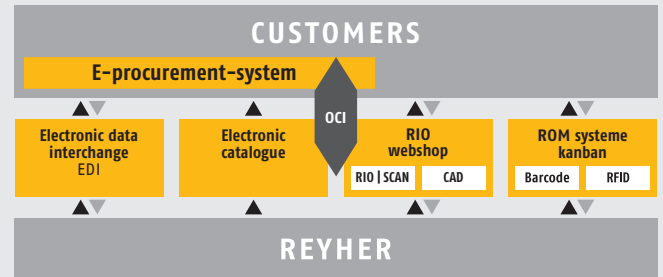 CUSTOMERS
E-procurement-system
OCI
Electronic data
interchange
EDI
Electronic
catalogue
RIO
webshop
RIO | SCAN
CAD
ROM systeme
kanban
Barcode
RFID
REYHER